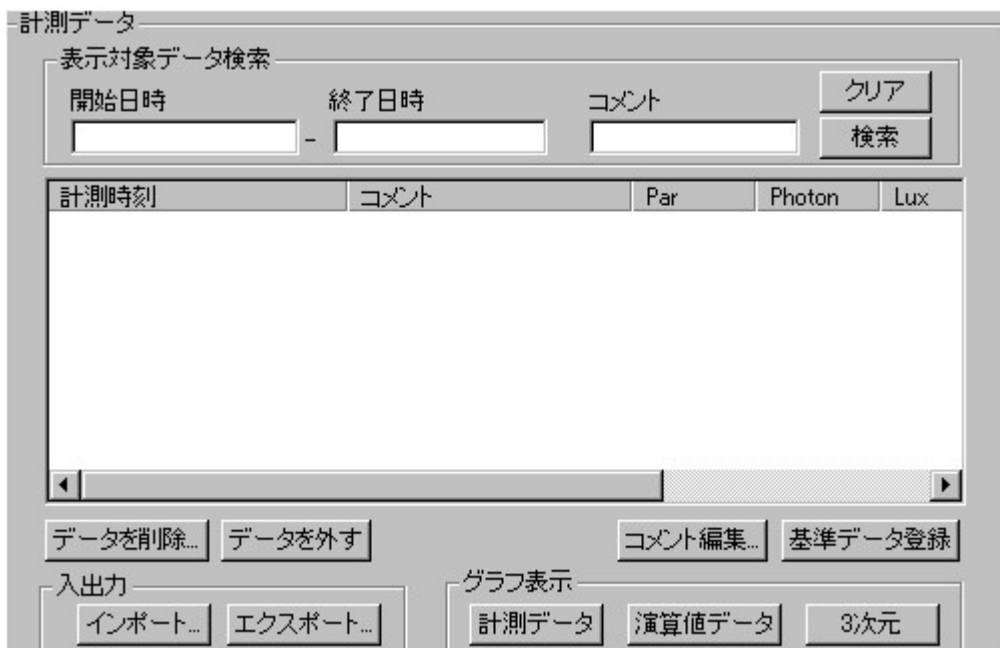 計測データ
表示対象データ検索
開始日時 終了日時 コメント クリア
- 検索
計測時刻 コメント Par Photon Lux
データを削除... データを外す コメント編集... 基準データ登録
入出力 グラフ表示
インポート... エクスポート... 計測データ 演算値データ 3次元